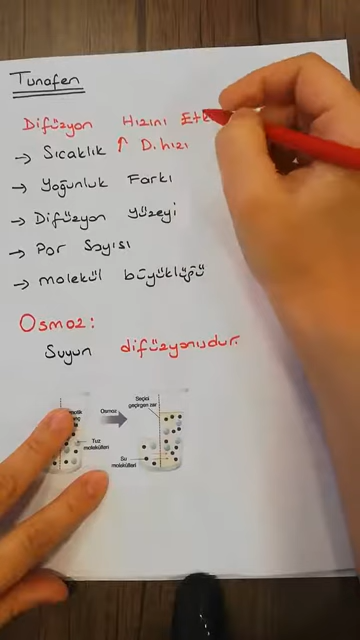 Tunafen
Difüzyon Hızını
→ Sıcaklık ↑ D.hızı
→ Yoğunluk Farkı
→ Difüzyon yüzeyi
→ Por Sayısı
→ molekül büyüklüğü
Osmoz:
Suyun difüzyonudur.
Seçici
geçirgen zar
Osmoz
Tuz
molekülleri
Su
molekülleri